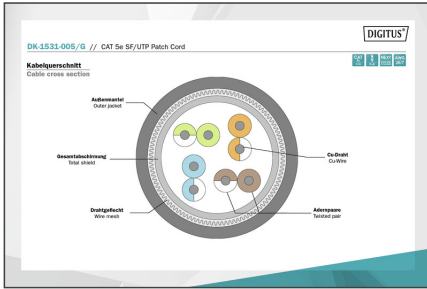 DIGITUS®
DK-1531-005/G // CAT 5e SF/UTP Patch Cord
Kabelquerschnitt
Cable cross section
Außenmantel
Outer jacket
Gesamtabschirmung
Total shield
Cu-Draht
Cu-Wire
Drahtgeflecht
Wire mesh
Aderspaare
Twisted pair